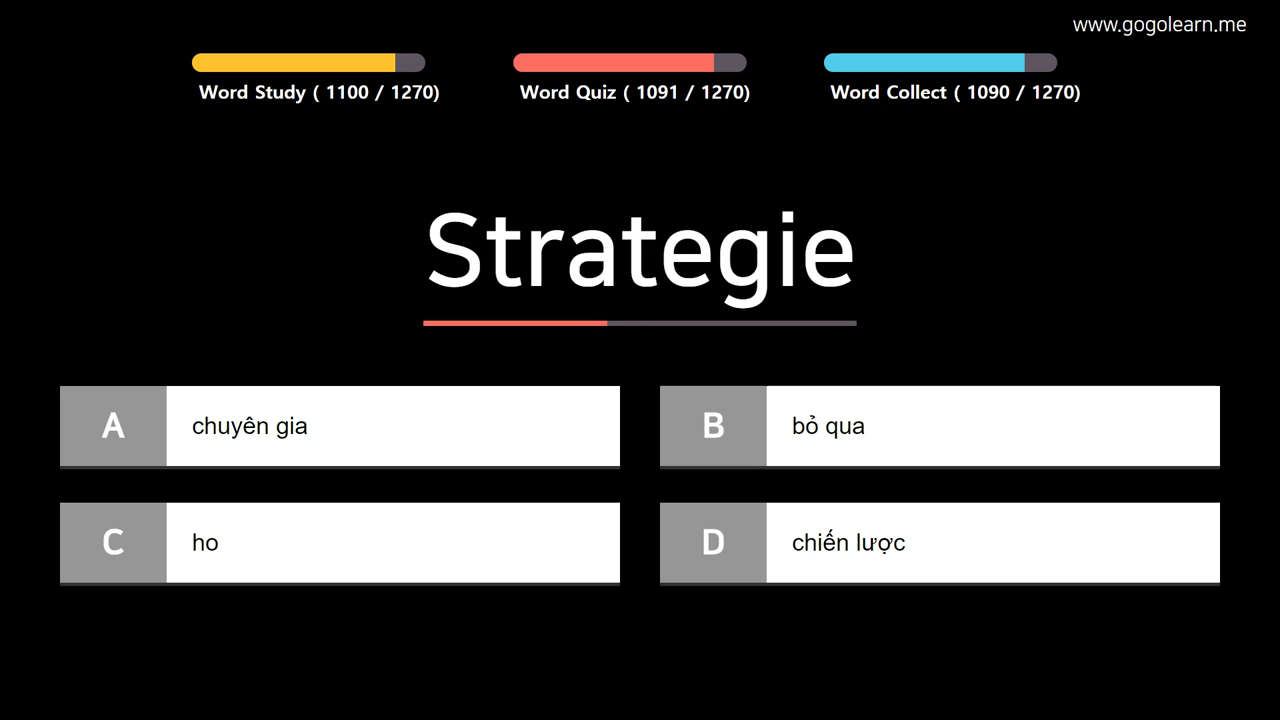 www.gogolearn.me
Word Study ( 1100 / 1270)
Word Quiz ( 1091 / 1270)
Word Collect ( 1090 / 1270)
Strategie
A chuyên gia
B bỏ qua
C ho
D chiến lược